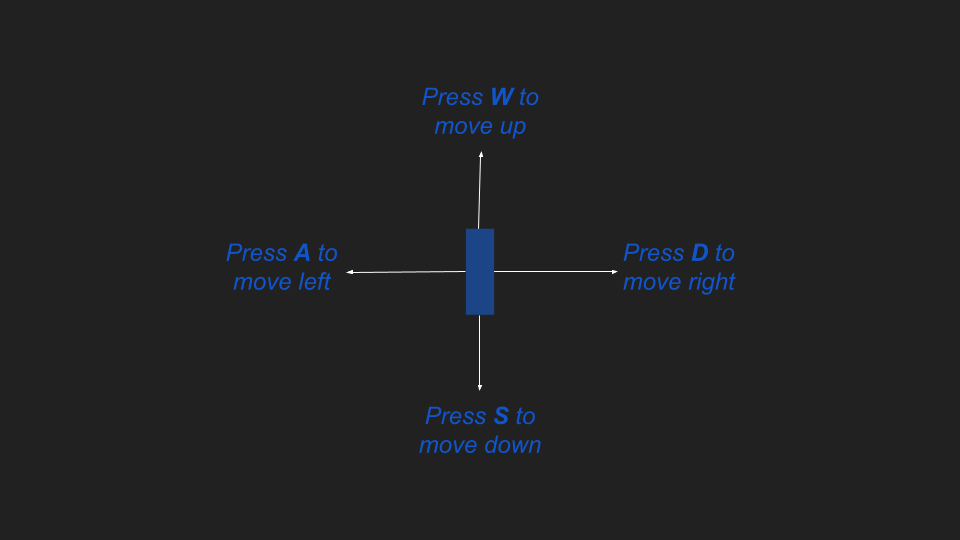 Press W to
move up
Press A to
move left
Press D to
move right
Press S to
move down